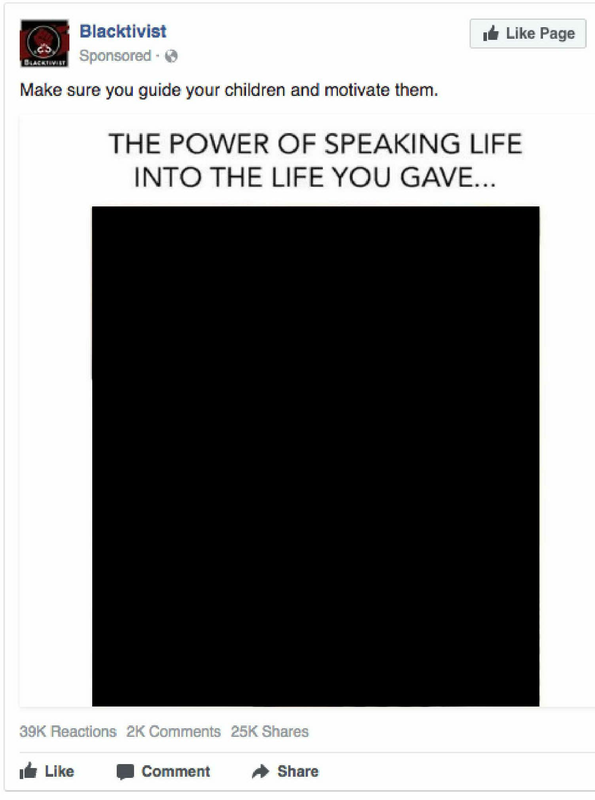 Blacktivist
Like Page
Sponsored ·
BLACKTIVIST
Make sure you guide your children and motivate them.
THE POWER OF SPEAKING LIFE
INTO THE LIFE YOU GAVE...
39K Reactions 2K Comments 25K Shares
Like Comment Share